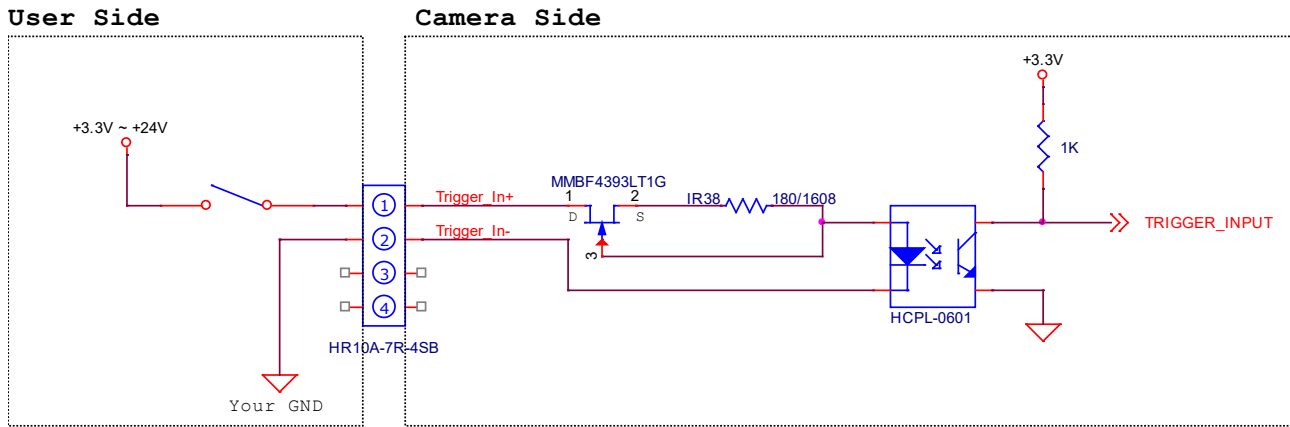 User Side
Camera Side
+3.3V
+3.3V ~ +24V
1K
MMBF4393LT1G
1
Trigger_In+
1
2
IR38
180/1608
D
S
TRIGGER_INPUT
2
Trigger_In-
3
3
4
HCPL-0601
HR10A-7R-4SB
Your GND